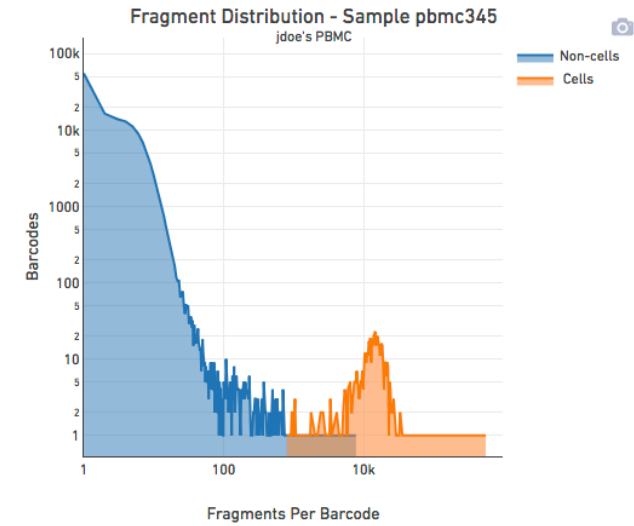 Fragment Distribution - Sample pbmc345
jdoe's PBMC
Non-cells
Cells
100k
5
2
10k
5
2
1000
5
2
100
5
2
10
5
2
1
Barcodes
1
100
10k
Fragments Per Barcode